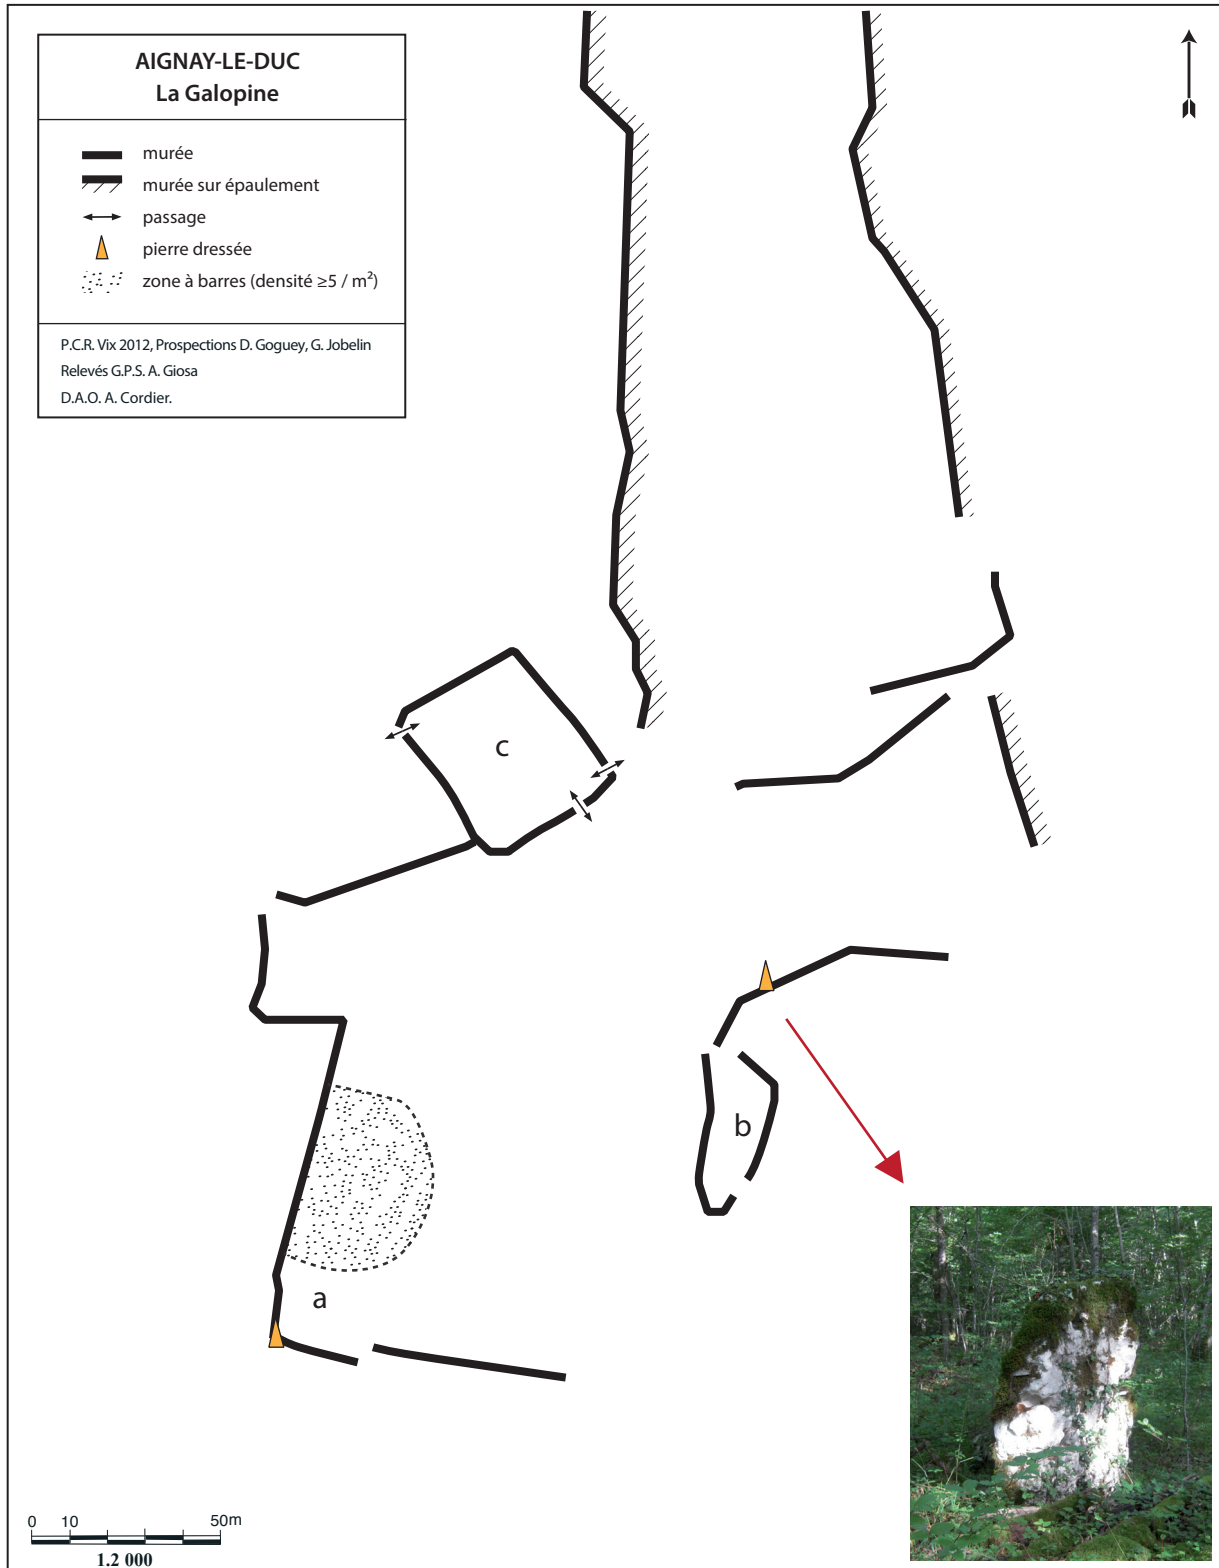 AIGNAY-LE-DUC
La Galopine
murée
murée sur épaulement
passage
pierre dressée
zone à barres (densité ≥5 / m²)
P.C.R. Vix 2012, Prospections D. Goguey, G. Jobelin
Relevés G.P.S. A. Giosa
D.A.O. A. Cordier.
c
b
a
0 10 50m
1.2 000